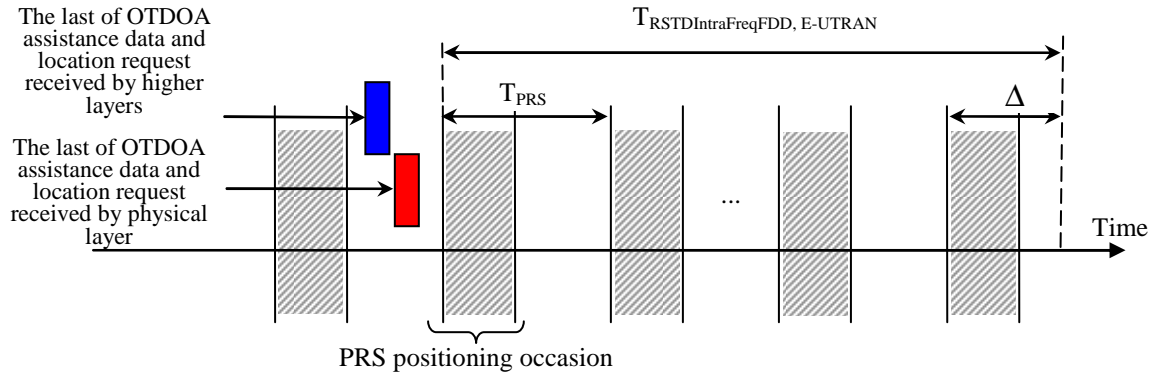 The last of OTDOA
assistance data and
location request
received by higher
layers
The last of OTDOA
assistance data and
location request
received by physical
layer
T_RSTDIntraFreqFDD, E-UTRAN
T_PRS
Δ
...
Time
PRS positioning occasion